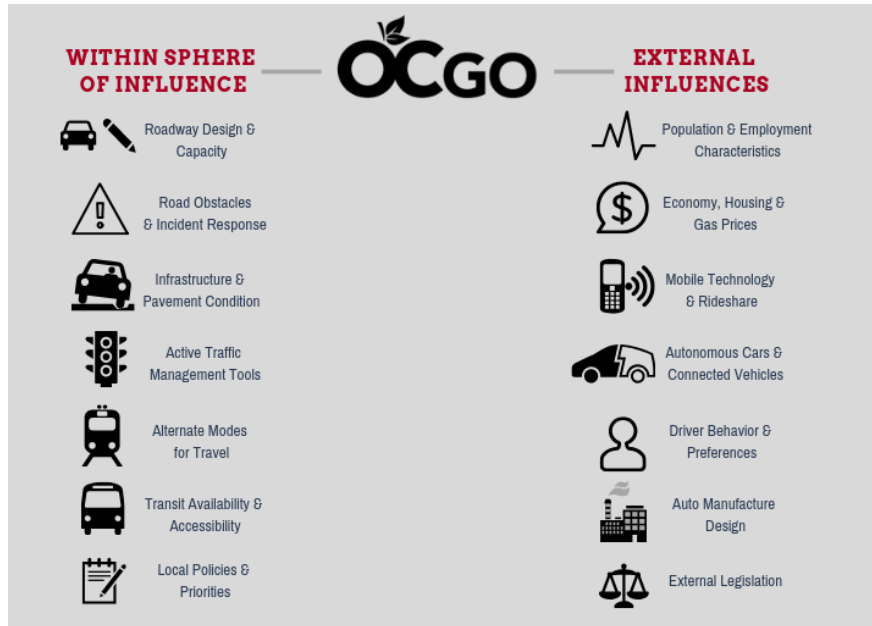 WITHIN SPHERE
OF INFLUENCE
OCGO
EXTERNAL
INFLUENCES
Roadway Design &
Capacity
Road Obstacles
& Incident Response
Infrastructure &
Pavement Condition
Active Traffic
Management Tools
Alternate Modes
for Travel
Transit Availability &
Accessibility
Local Policies &
Priorities
Population & Employment
Characteristics
$
Economy, Housing &
Gas Prices
Mobile Technology
& Rideshare
Autonomous Cars &
Connected Vehicles
Driver Behavior &
Preferences
Auto Manufacture
Design
External Legislation